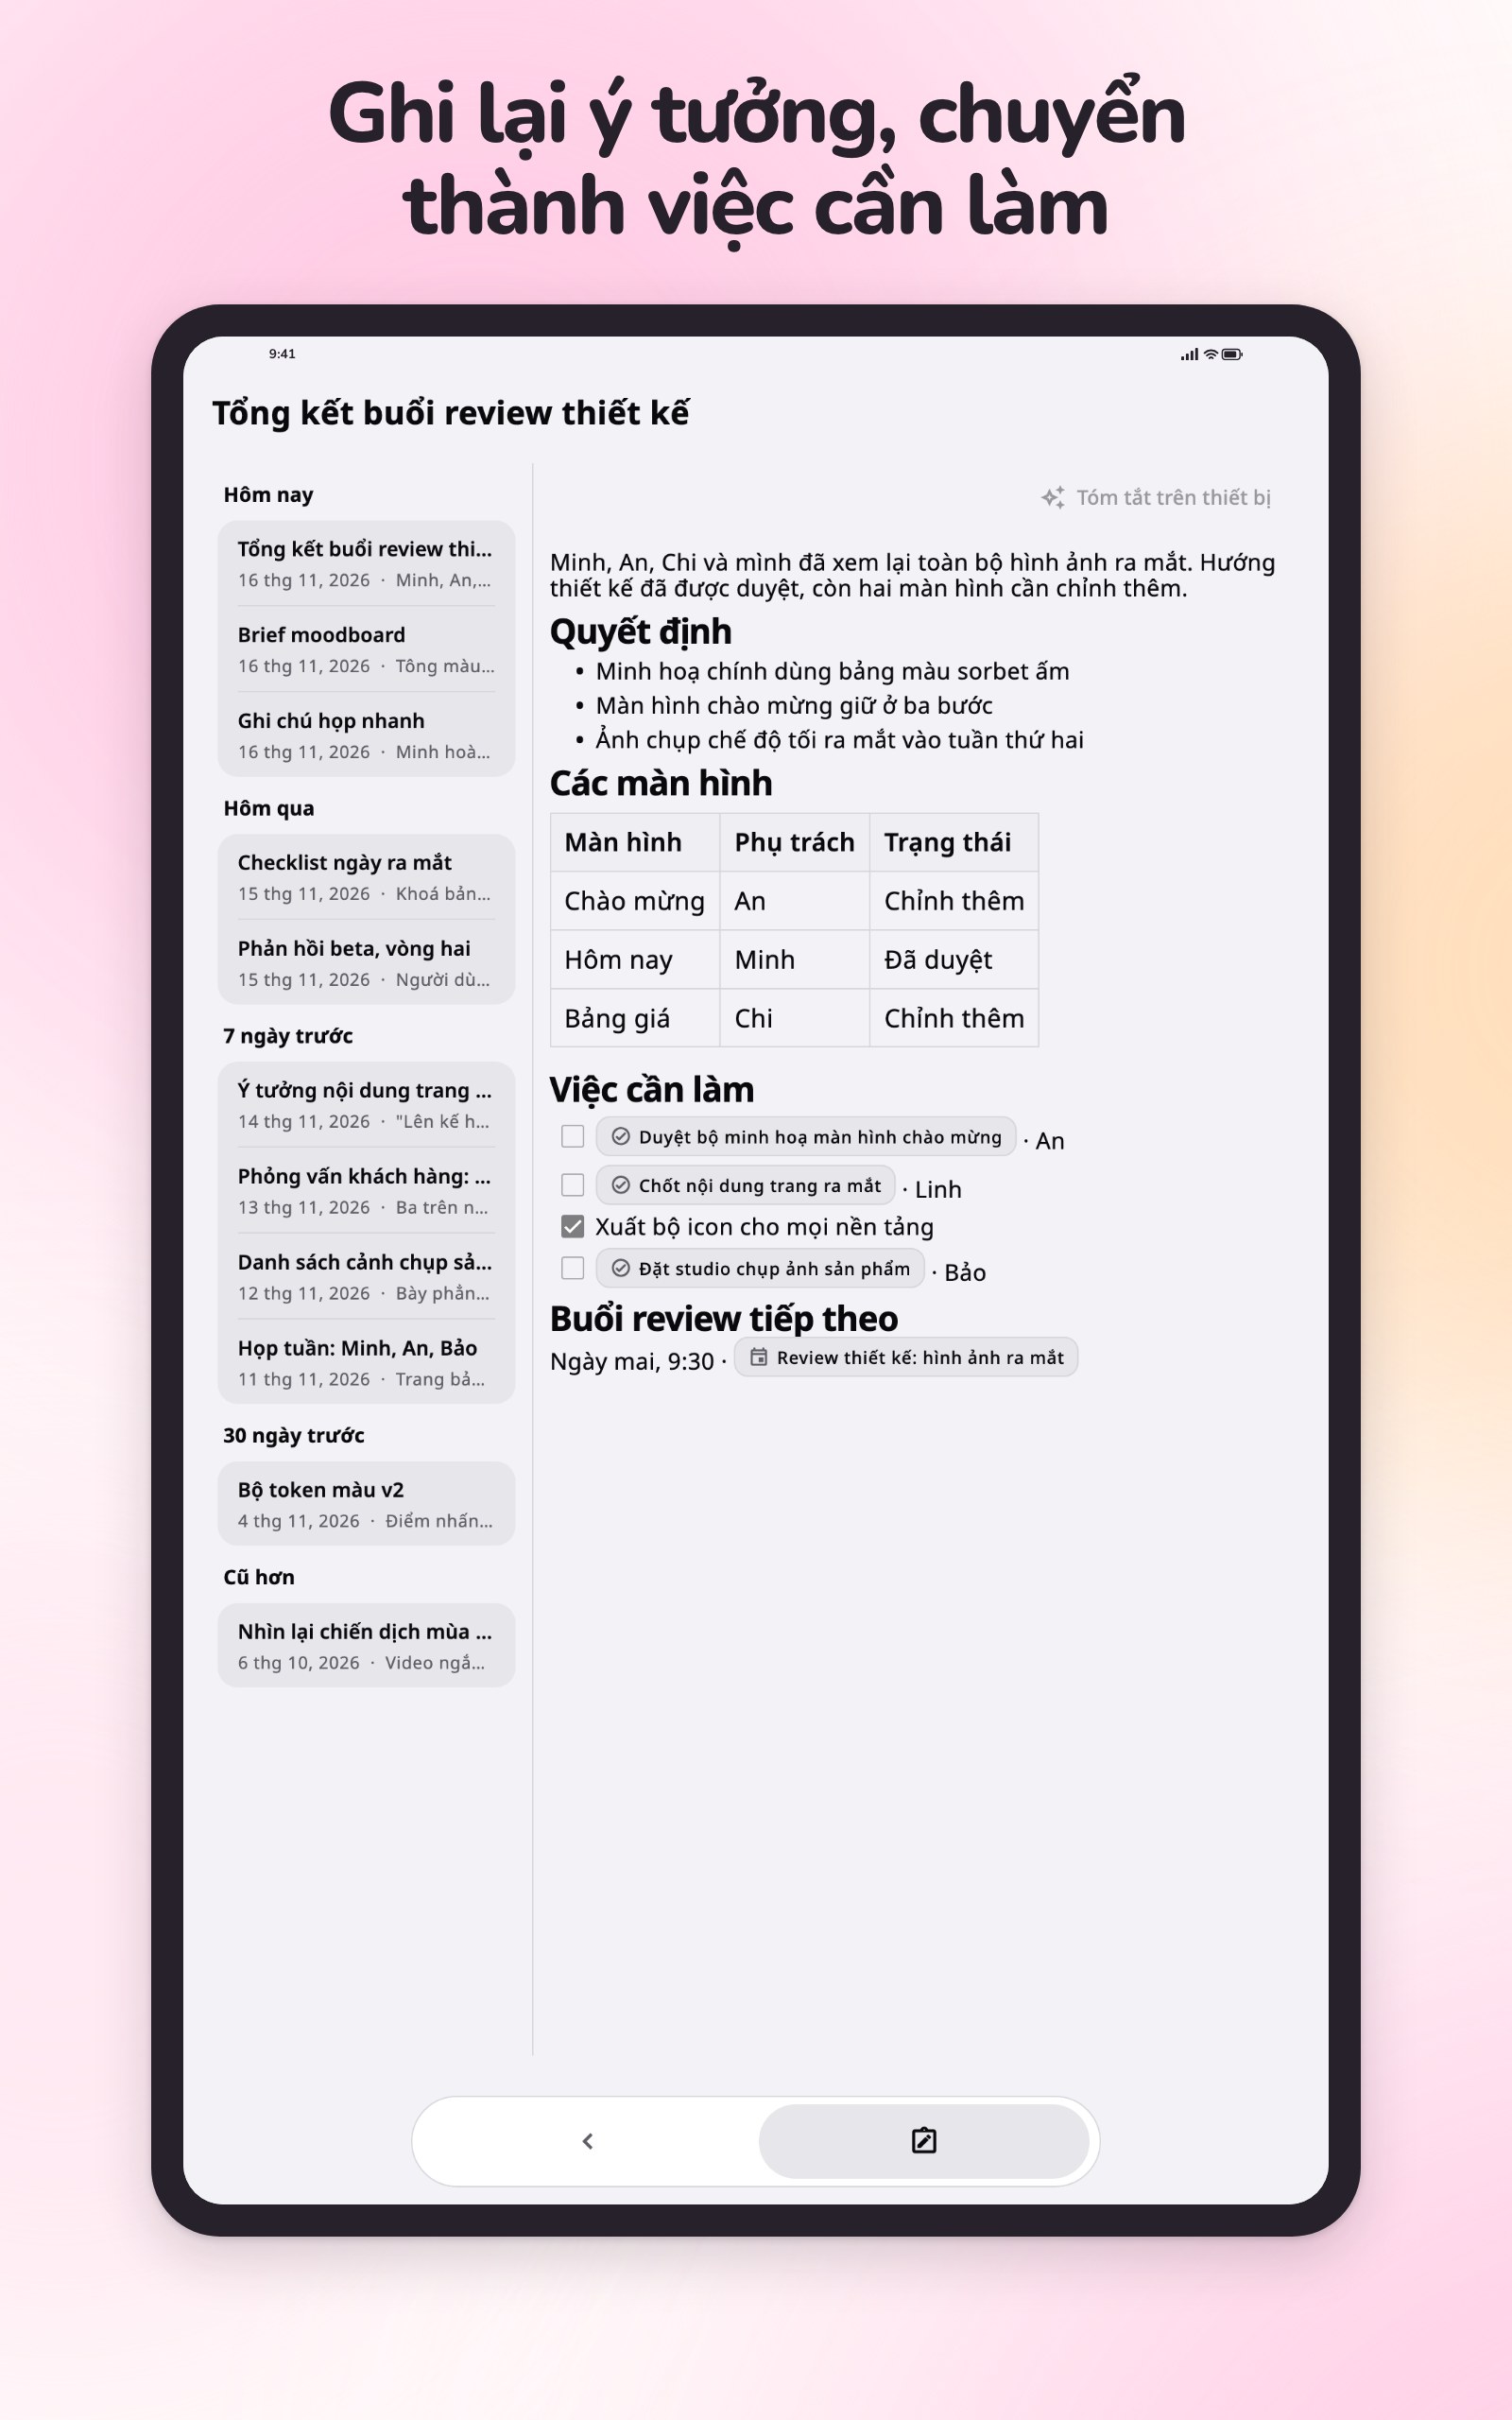 Ghi lại ý tưởng, chuyển
thành việc cần làm
9:41
Tổng kết buổi review thiết kế
Hôm nay
Tổng kết buổi review thi...
16 thg 11, 2026 · Minh, An,...
Brief moodboard
16 thg 11, 2026 · Tông màu...
Ghi chú họp nhanh
16 thg 11, 2026 · Minh hoà...
Hôm qua
Checklist ngày ra mắt
15 thg 11, 2026 · Khoá bản...
Phản hồi beta, vòng hai
15 thg 11, 2026 · Người dù...
7 ngày trước
Ý tưởng nội dung trang ...
14 thg 11, 2026 · "Lên kế h...
Phỏng vấn khách hàng: ...
13 thg 11, 2026 · Ba trên n...
Danh sách cảnh chụp sả...
12 thg 11, 2026 · Bày phẳn...
Họp tuần: Minh, An, Bảo
11 thg 11, 2026 · Trang bả...
30 ngày trước
Bộ token màu v2
4 thg 11, 2026 · Điểm nhấn...
Cũ hơn
Nhìn lại chiến dịch mùa ...
6 thg 10, 2026 · Video ngắ...
Tóm tắt trên thiết bị
Minh, An, Chi và mình đã xem lại toàn bộ hình ảnh ra mắt. Hướng
thiết kế đã được duyệt, còn hai màn hình cần chỉnh thêm.
Quyết định
• Minh hoạ chính dùng bảng màu sorbet ấm
• Màn hình chào mừng giữ ở ba bước
• Ảnh chụp chế độ tối ra mắt vào tuần thứ hai
Các màn hình
Màn hình Phụ trách Trạng thái
Chào mừng An Chỉnh thêm
Hôm nay Minh Đã duyệt
Bảng giá Chi Chỉnh thêm
Việc cần làm
Duyệt bộ minh hoạ màn hình chào mừng · An
Chốt nội dung trang ra mắt · Linh
Xuất bộ icon cho mọi nền tảng
Đặt studio chụp ảnh sản phẩm · Bảo
Buổi review tiếp theo
Ngày mai, 9:30 · Review thiết kế: hình ảnh ra mắt